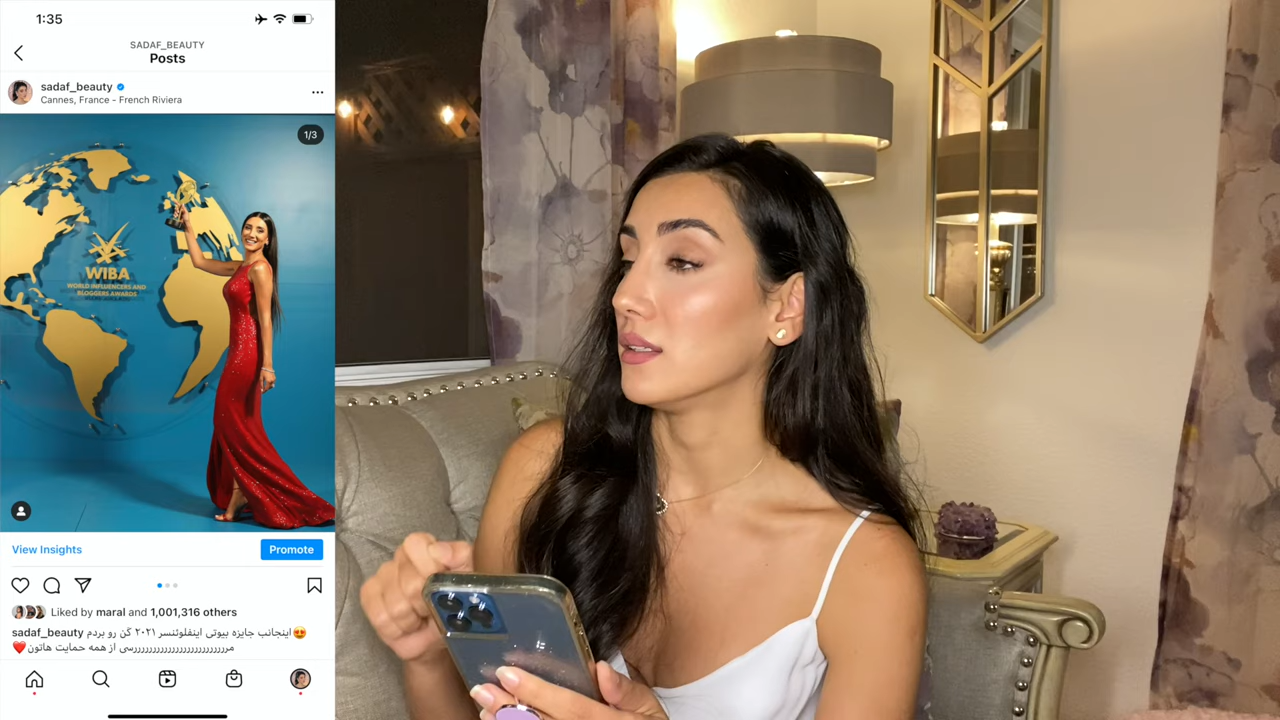 1:35
SADAF_BEAUTY
Posts
sadaf_beauty
Cannes, France - French Riviera
1/3
WIBA
WORLD INFLUENCERS AND
BLOGGERS AWARDS
View Insights
Promote
Liked by maral and 1,001,316 others
sadaf_beauty اینجانب جایزه بیوتی اینفلوئنسر ۲۰۲۱ کَن رو بردم😍
مرررررررررررررررررررررررررسی از همه حمایت هاتون❤️